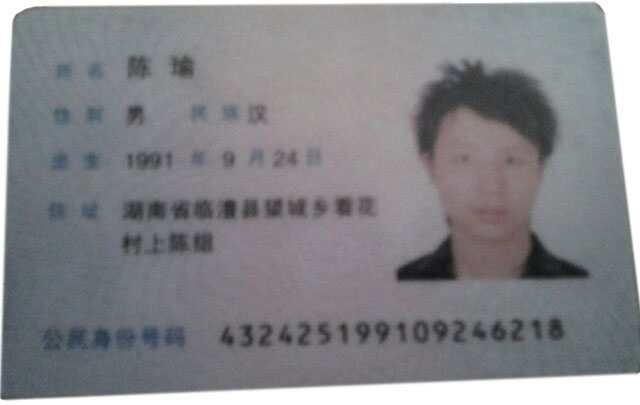 姓名 陈瑜
性别 男 民族 汉
出生 1991 年 9 月 24 日
住址 湖南省临澧县望城乡看花
村上陈组
公民身份号码 432425199109246218